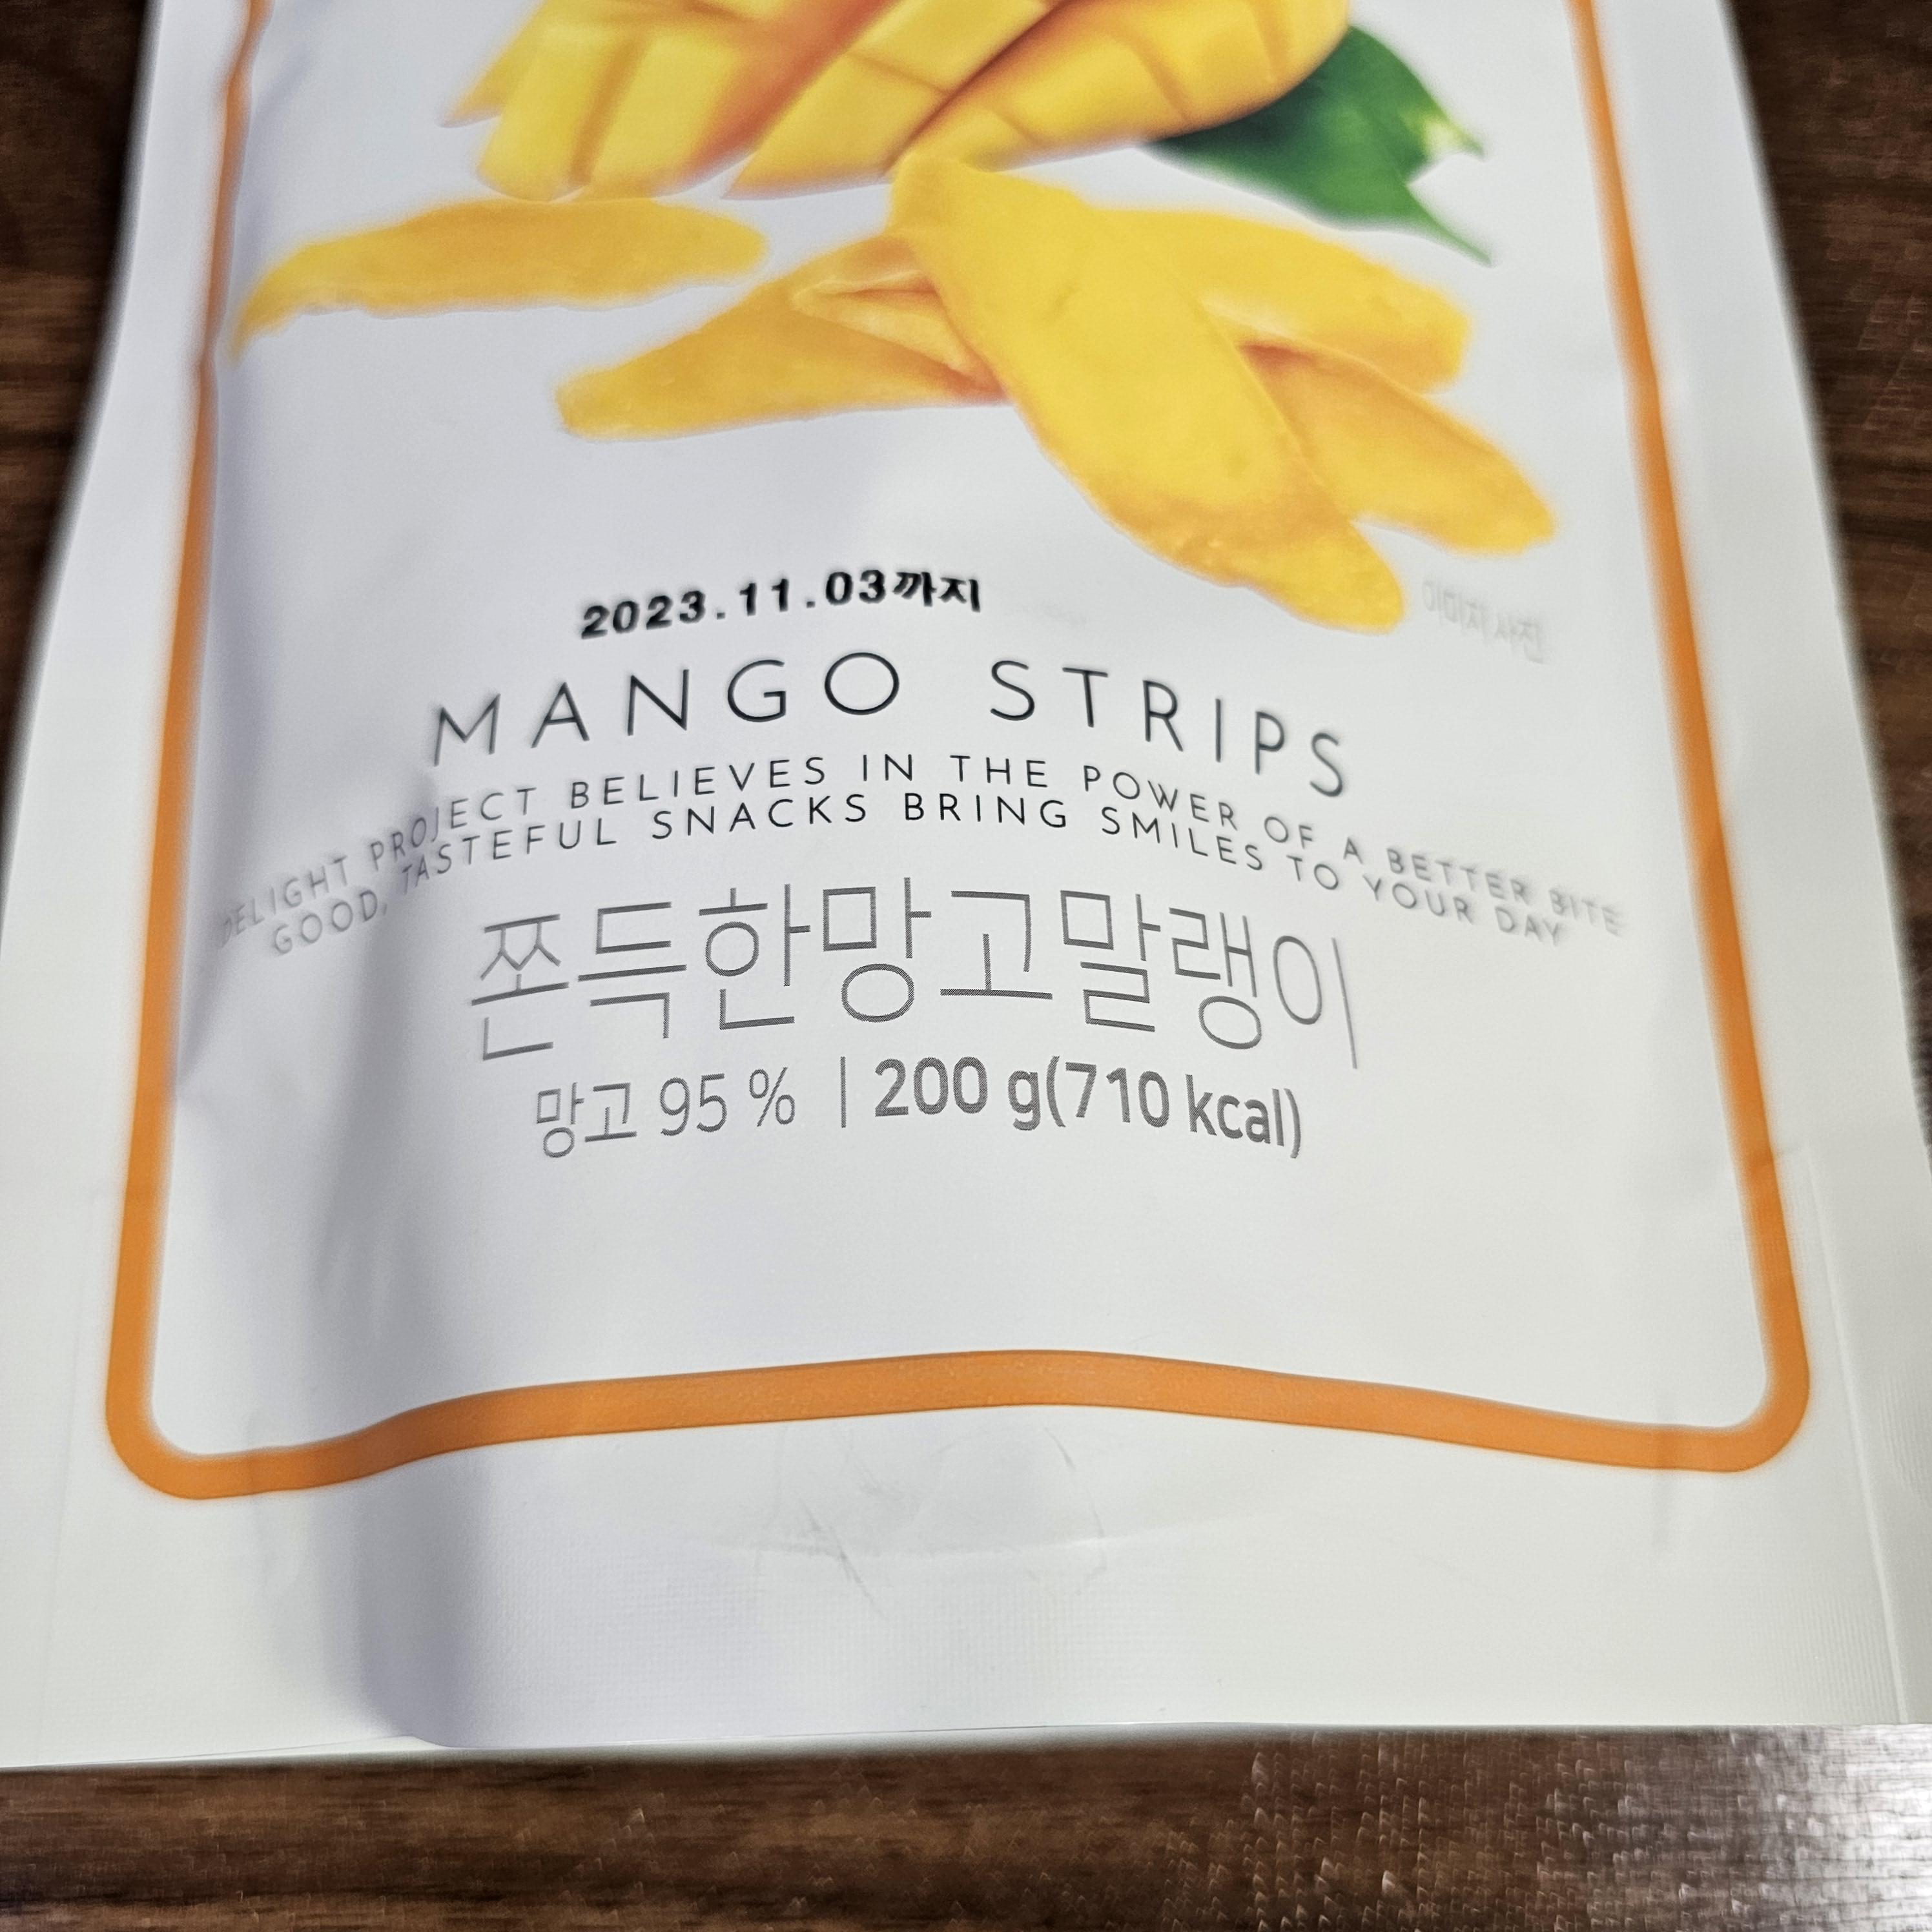 이미지 사진
2023.11.03까지
MANGO STRIPS
DELIGHT PROJECT BELIEVES IN THE POWER OF A BETTER BITE
GOOD, TASTEFUL SNACKS BRING SMILES TO YOUR DAY
쫀득한망고말랭이
망고 95 % | 200 g(710 kcal)